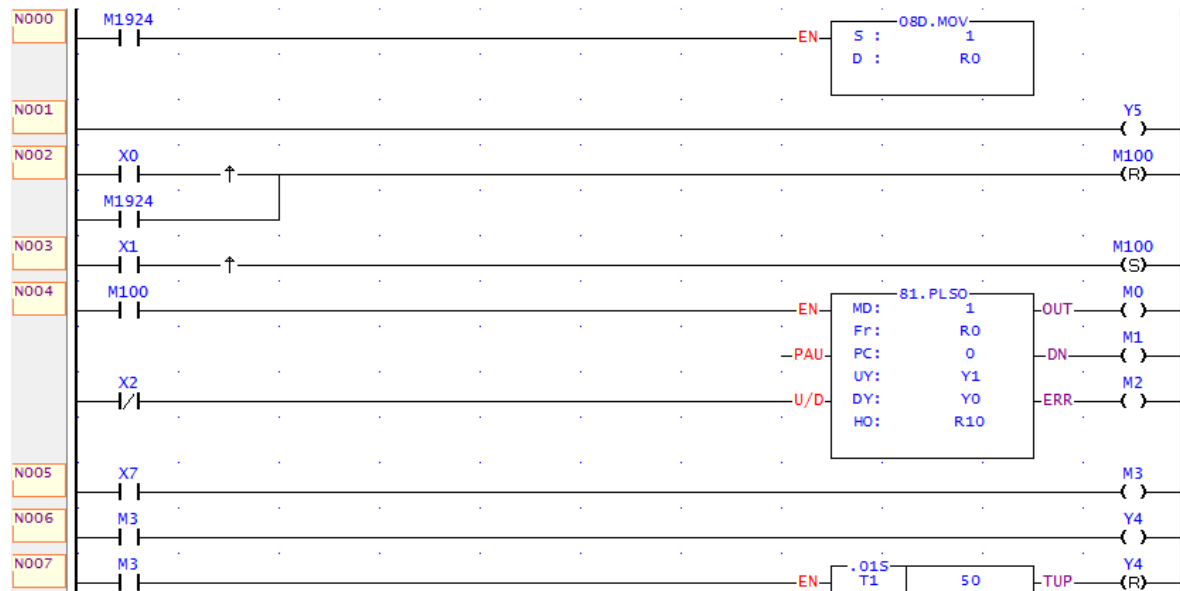 N000 M1924 08D.MOV
EN S : 1
D : R0
N001 Y5
N002 X0 M100
(R)
M1924
N003 X1 M100
(S)
N004 M100 81.PLSO M0
EN MD: 1 OUT
Fr: R0 M1
PAU PC: 0 DN
X2 UY: Y1 M2
U/D DY: Y0 ERR
HO: R10
N005 X7 M3
N006 M3 Y4
N007 M3 .01S Y4
EN T1 50 TUP (R)